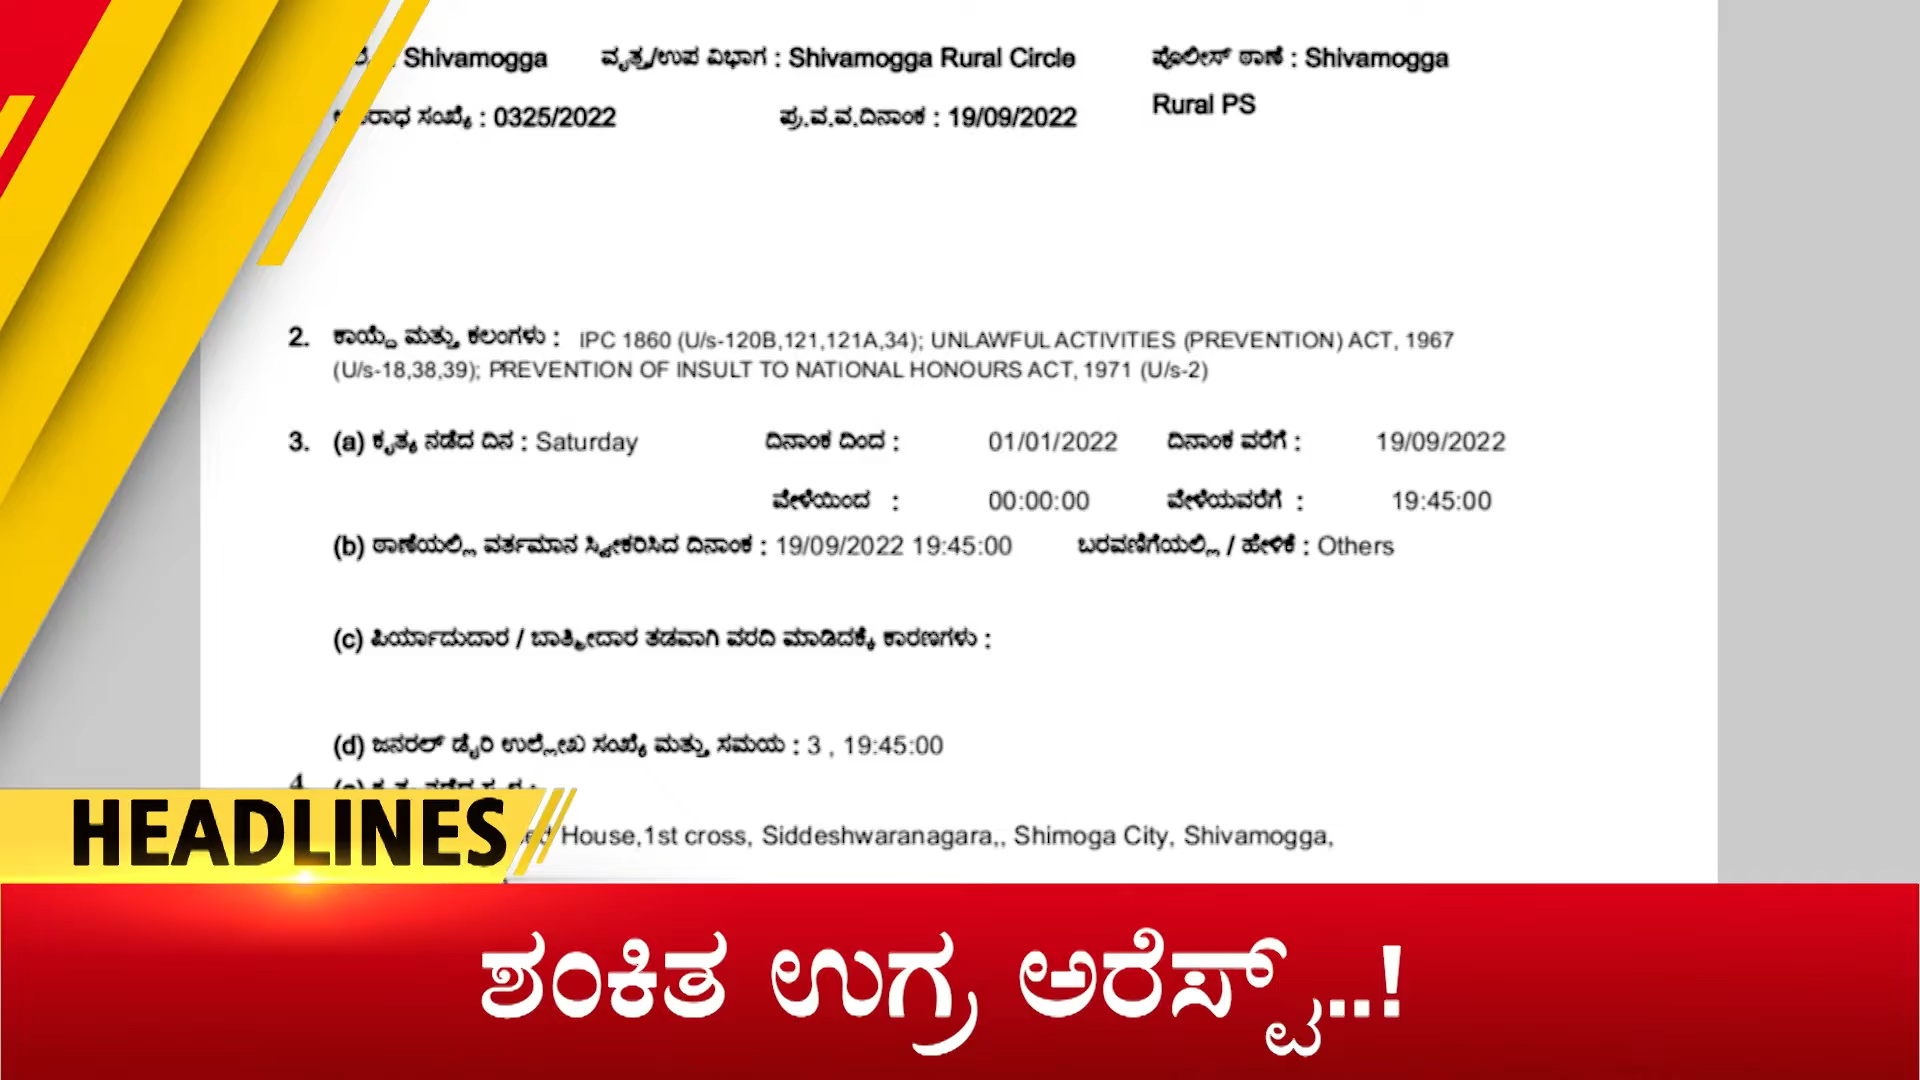 Shivamogga ವೃತ್ತ/ಉಪ ವಿಭಾಗ : Shivamogga Rural Circle ಪೊಲೀಸ್ ಠಾಣೆ : Shivamogga Rural PS
ಸಂಖ್ಯೆ : 0325/2022 ಪ್ರ.ವ.ವ.ದಿನಾಂಕ : 19/09/2022
2. ಕಾಯ್ದೆ ಮತ್ತು ಕಲಂಗಳು : IPC 1860 (U/s-120B,121,121A,34); UNLAWFUL ACTIVITIES (PREVENTION) ACT, 1967
(U/s-18,38,39); PREVENTION OF INSULT TO NATIONAL HONOURS ACT, 1971 (U/s-2)
3. (a) ಕೃತ್ಯ ನಡೆದ ದಿನ : Saturday ದಿನಾಂಕ ದಿಂದ : 01/01/2022 ದಿನಾಂಕ ವರೆಗೆ : 19/09/2022
ವೇಳೆಯಿಂದ : 00:00:00 ವೇಳೆಯವರೆಗೆ : 19:45:00
(b) ಠಾಣೆಯಲ್ಲಿ ವರ್ತಮಾನ ಸ್ವೀಕರಿಸಿದ ದಿನಾಂಕ : 19/09/2022 19:45:00 ಬರವಣಿಗೆಯಲ್ಲಿ / ಹೇಳಿಕೆ : Others
(c) ಪಿರ್ಯಾದುದಾರ / ಬಾತ್ಮೀದಾರ ತಡವಾಗಿ ವರದಿ ಮಾಡಿದಕ್ಕೆ ಕಾರಣಗಳು :
(d) ಜನರಲ್ ಡೈರಿ ಉಲ್ಲೇಖ ಸಂಖ್ಯೆ ಮತ್ತು ಸಮಯ : 3 , 19:45:00
House,1st cross, Siddeshwaranagara,, Shimoga City, Shivamogga,
HEADLINES
ಶಂಕಿತ ಉಗ್ರ ಅರೆಸ್ಟ್..!